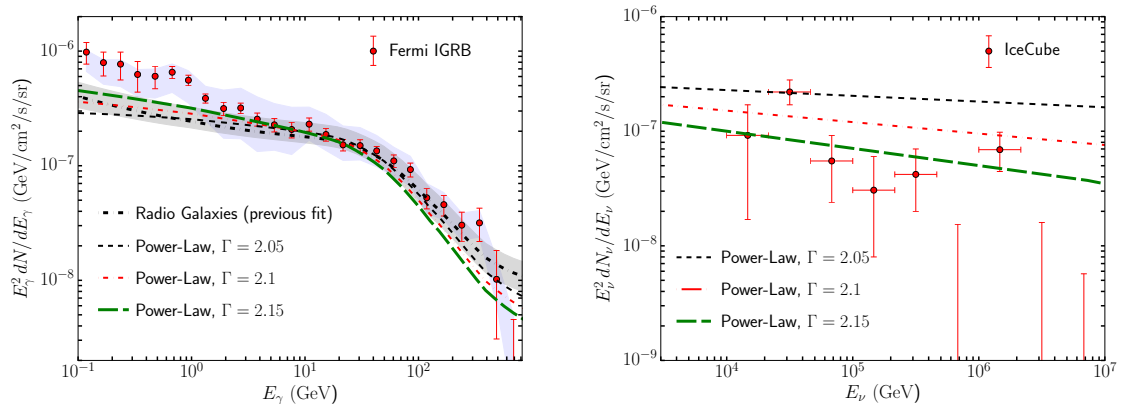 10^{-6}
10^{-7}
10^{-8}
E_γ^2 dN/dE_γ (GeV/cm^2/s/sr)
Fermi IGRB
Radio Galaxies (previous fit)
Power-Law, Γ = 2.05
Power-Law, Γ = 2.1
Power-Law, Γ = 2.15
10^{-1} 10^0 10^1 10^2
E_γ (GeV)
10^{-5}
10^{-6}
10^{-7}
10^{-8}
10^{-9}
E_ν^2 dN_ν/dE_ν (GeV/cm^2/s/sr)
IceCube
Power-Law, Γ = 2.05
Power-Law, Γ = 2.1
Power-Law, Γ = 2.15
10^4 10^5 10^6 10^7
E_ν (GeV)